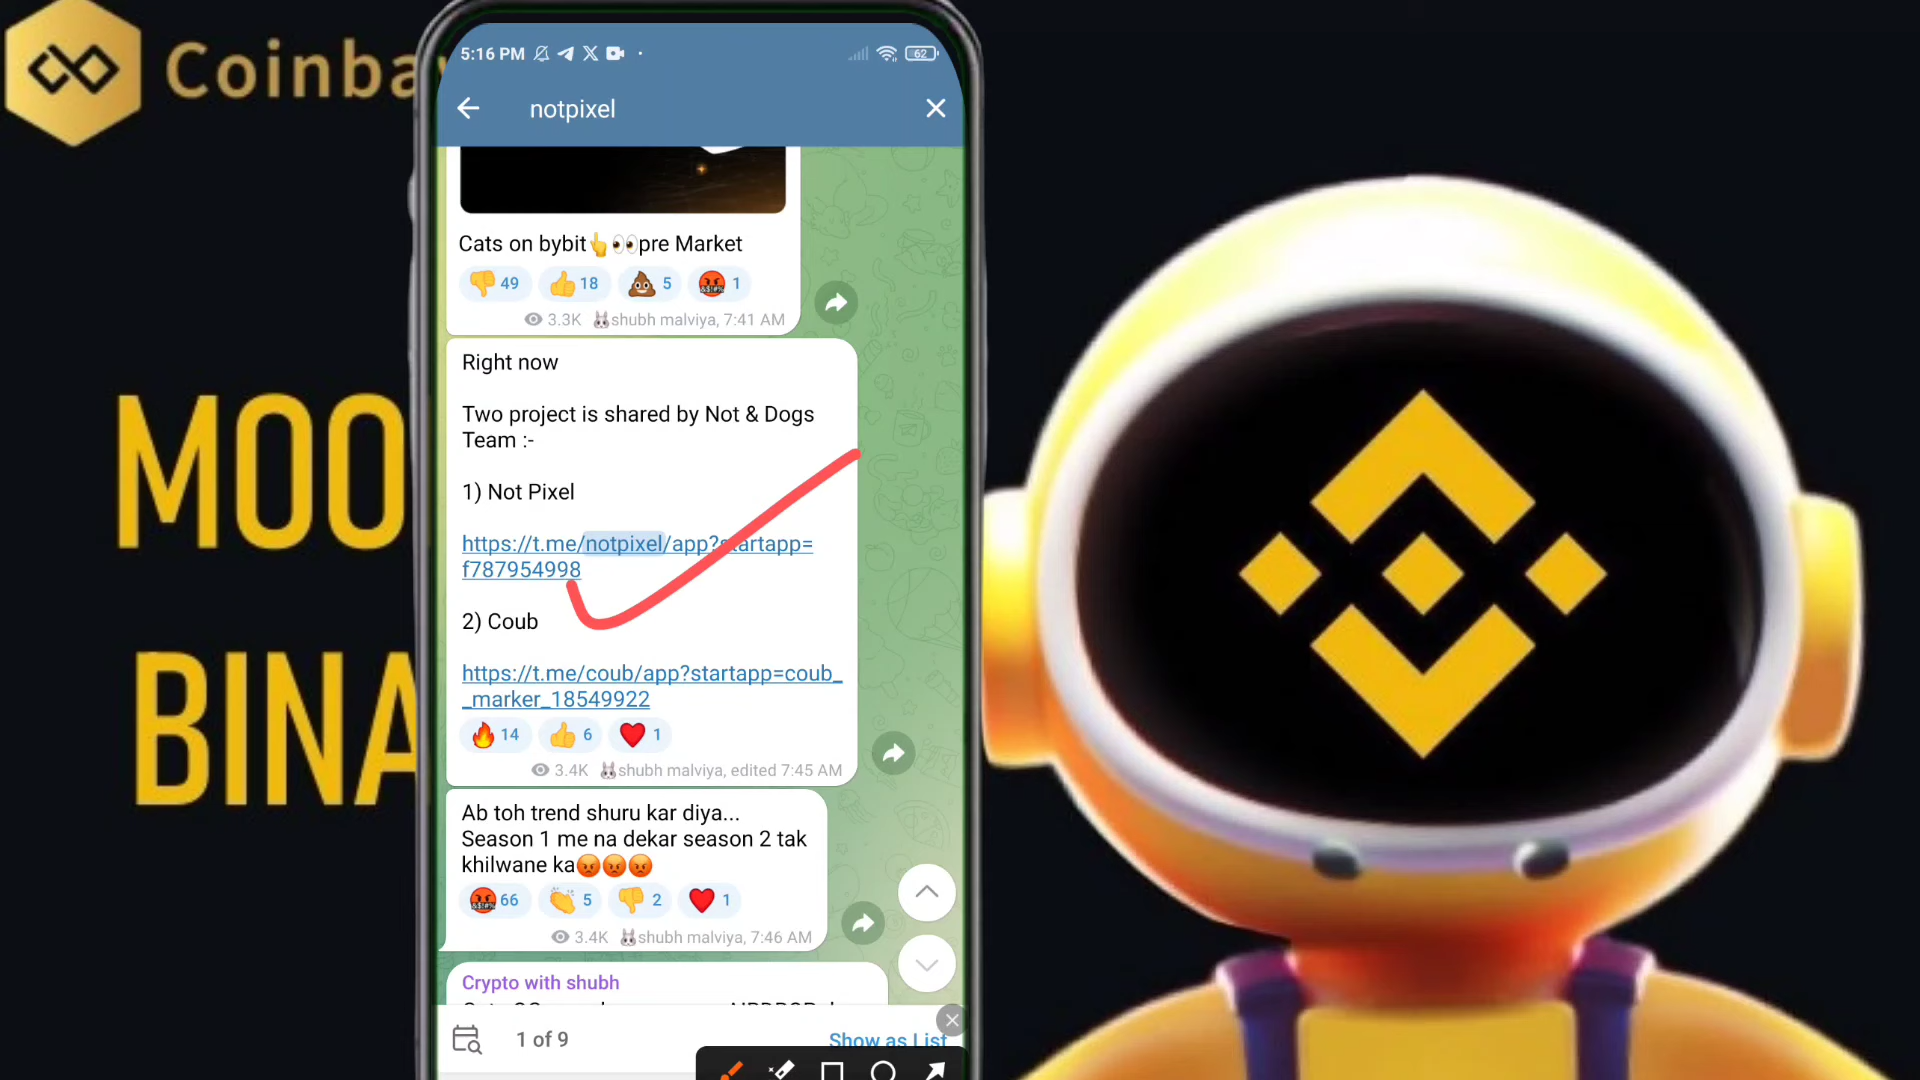 Coinba
MOO
BINA
5:16 PM
62
notpixel
Cats on bybit👆👀pre Market
👎 49 👍 18 💩 5 🤬 1
3.3K shubh malviya, 7:41 AM
Right now
Two project is shared by Not & Dogs
Team :-
1) Not Pixel
https://t.me/notpixel/app?startapp=
f787954998
2) Coub
https://t.me/coub/app?startapp=coub_
_marker_18549922
🔥 14 👍 6 ❤️ 1
3.4K shubh malviya, edited 7:45 AM
Ab toh trend shuru kar diya...
Season 1 me na dekar season 2 tak
khilwane ka😡😡😡
🤬 66 👏 5 👎 2 ❤️ 1
3.4K shubh malviya, 7:46 AM
Crypto with shubh
1 of 9
Show as List